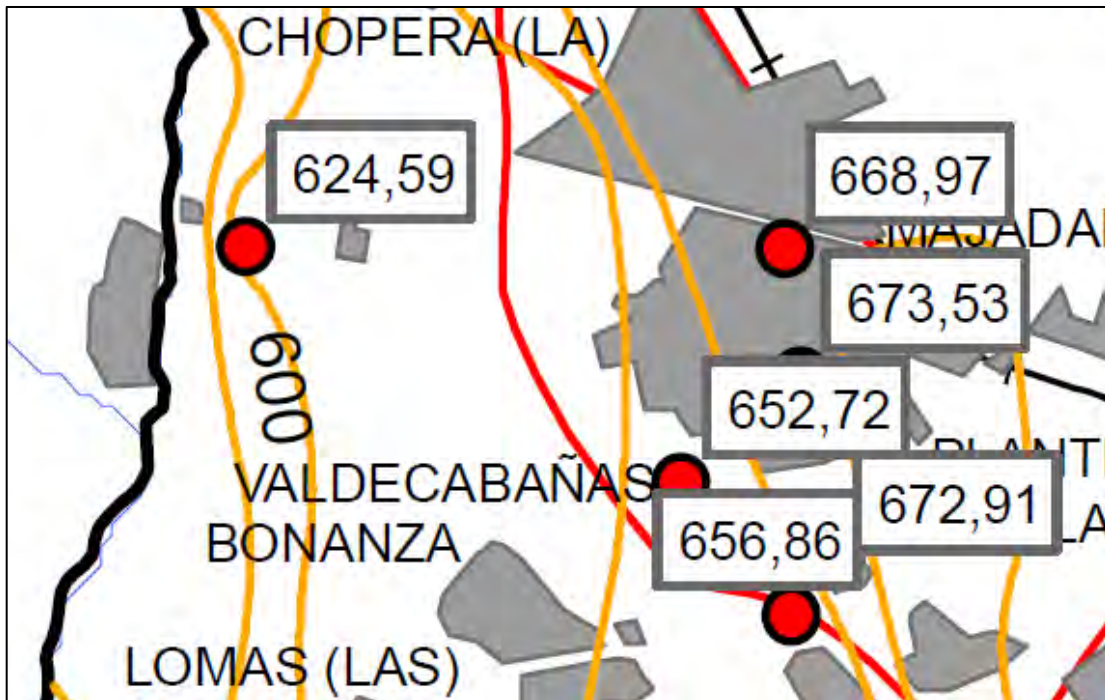 CHOPERA (LA)
624,59
668,97
673,53
600
652,72
VALDECABAÑAS
672,91
BONANZA
656,86
LOMAS (LAS)